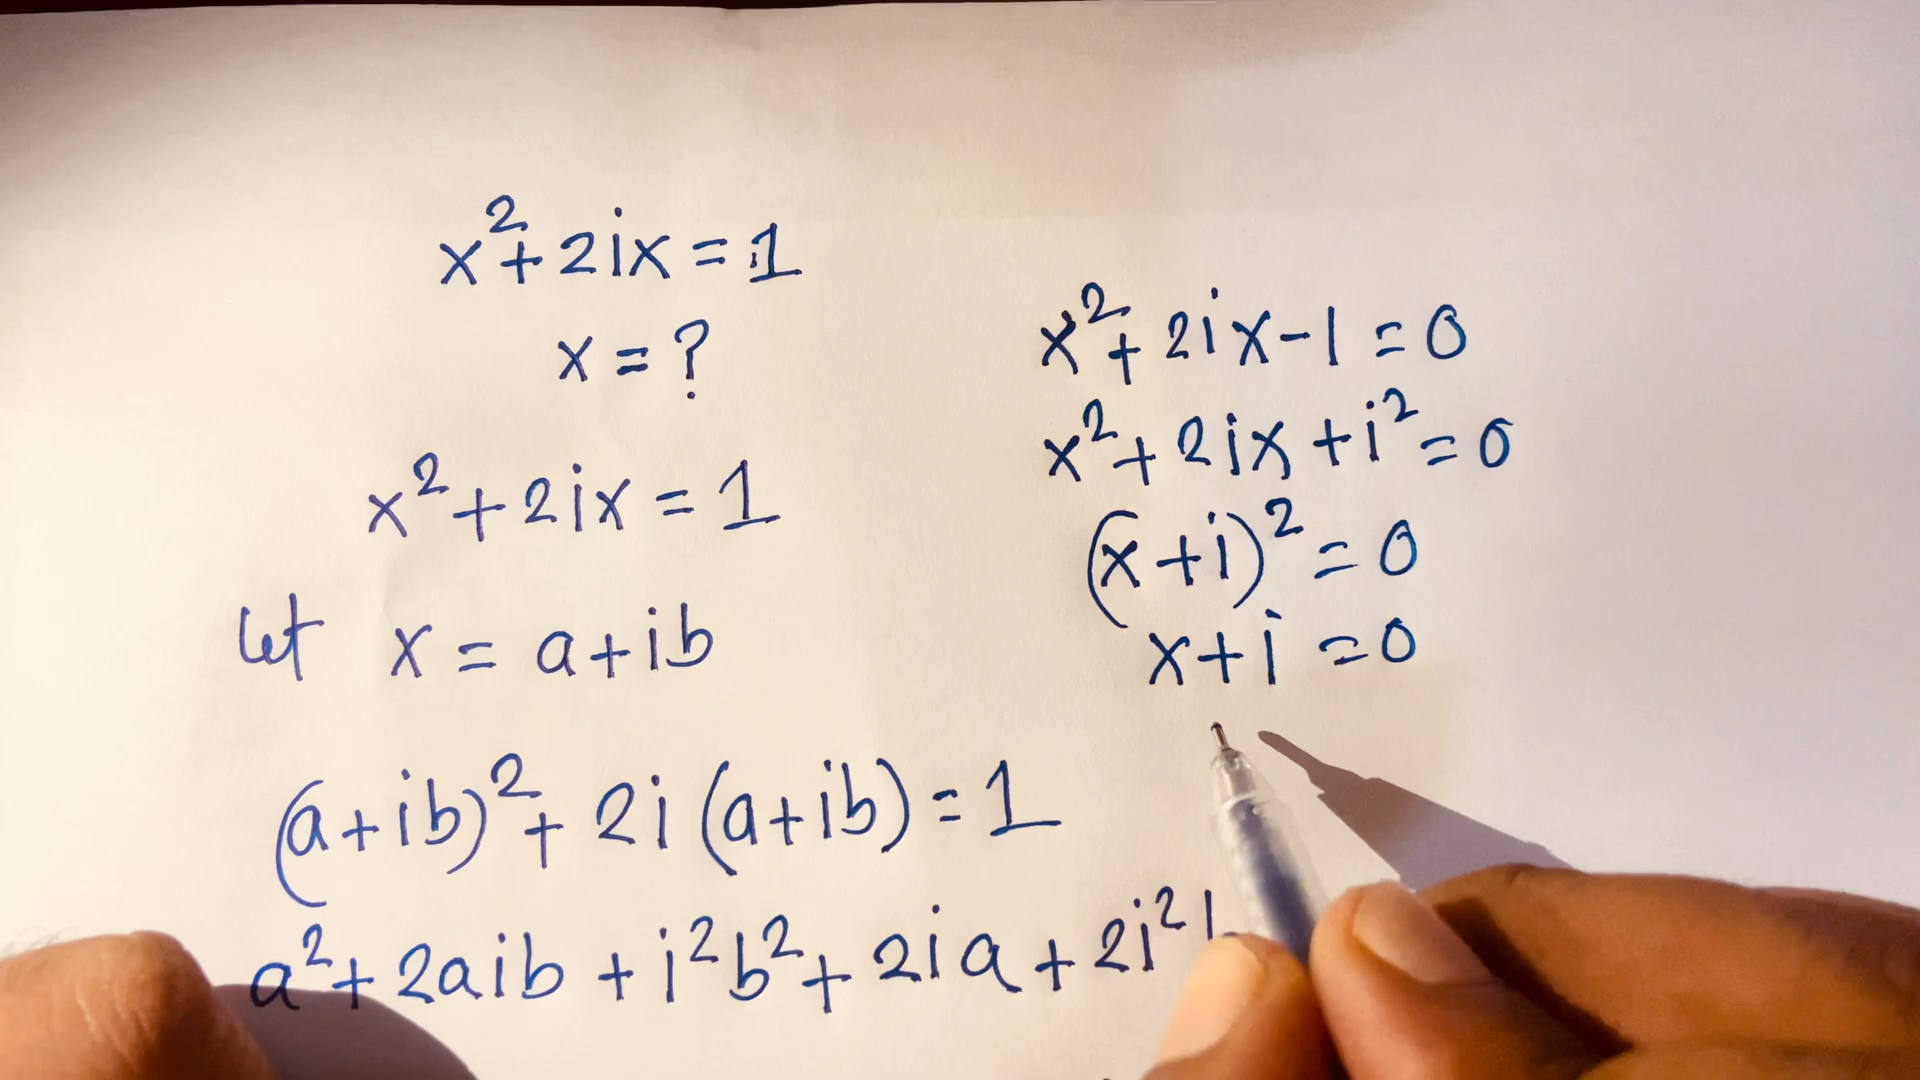 x²+2ix=1
x=?
x²+2ix=1
let x=a+ib
(a+ib)²+2i(a+ib)=1
a²+2aib+i²b²+2ia+2i²
x²+2ix-1=0
x²+2ix+i²=0
(x+i)²=0
x+i=0